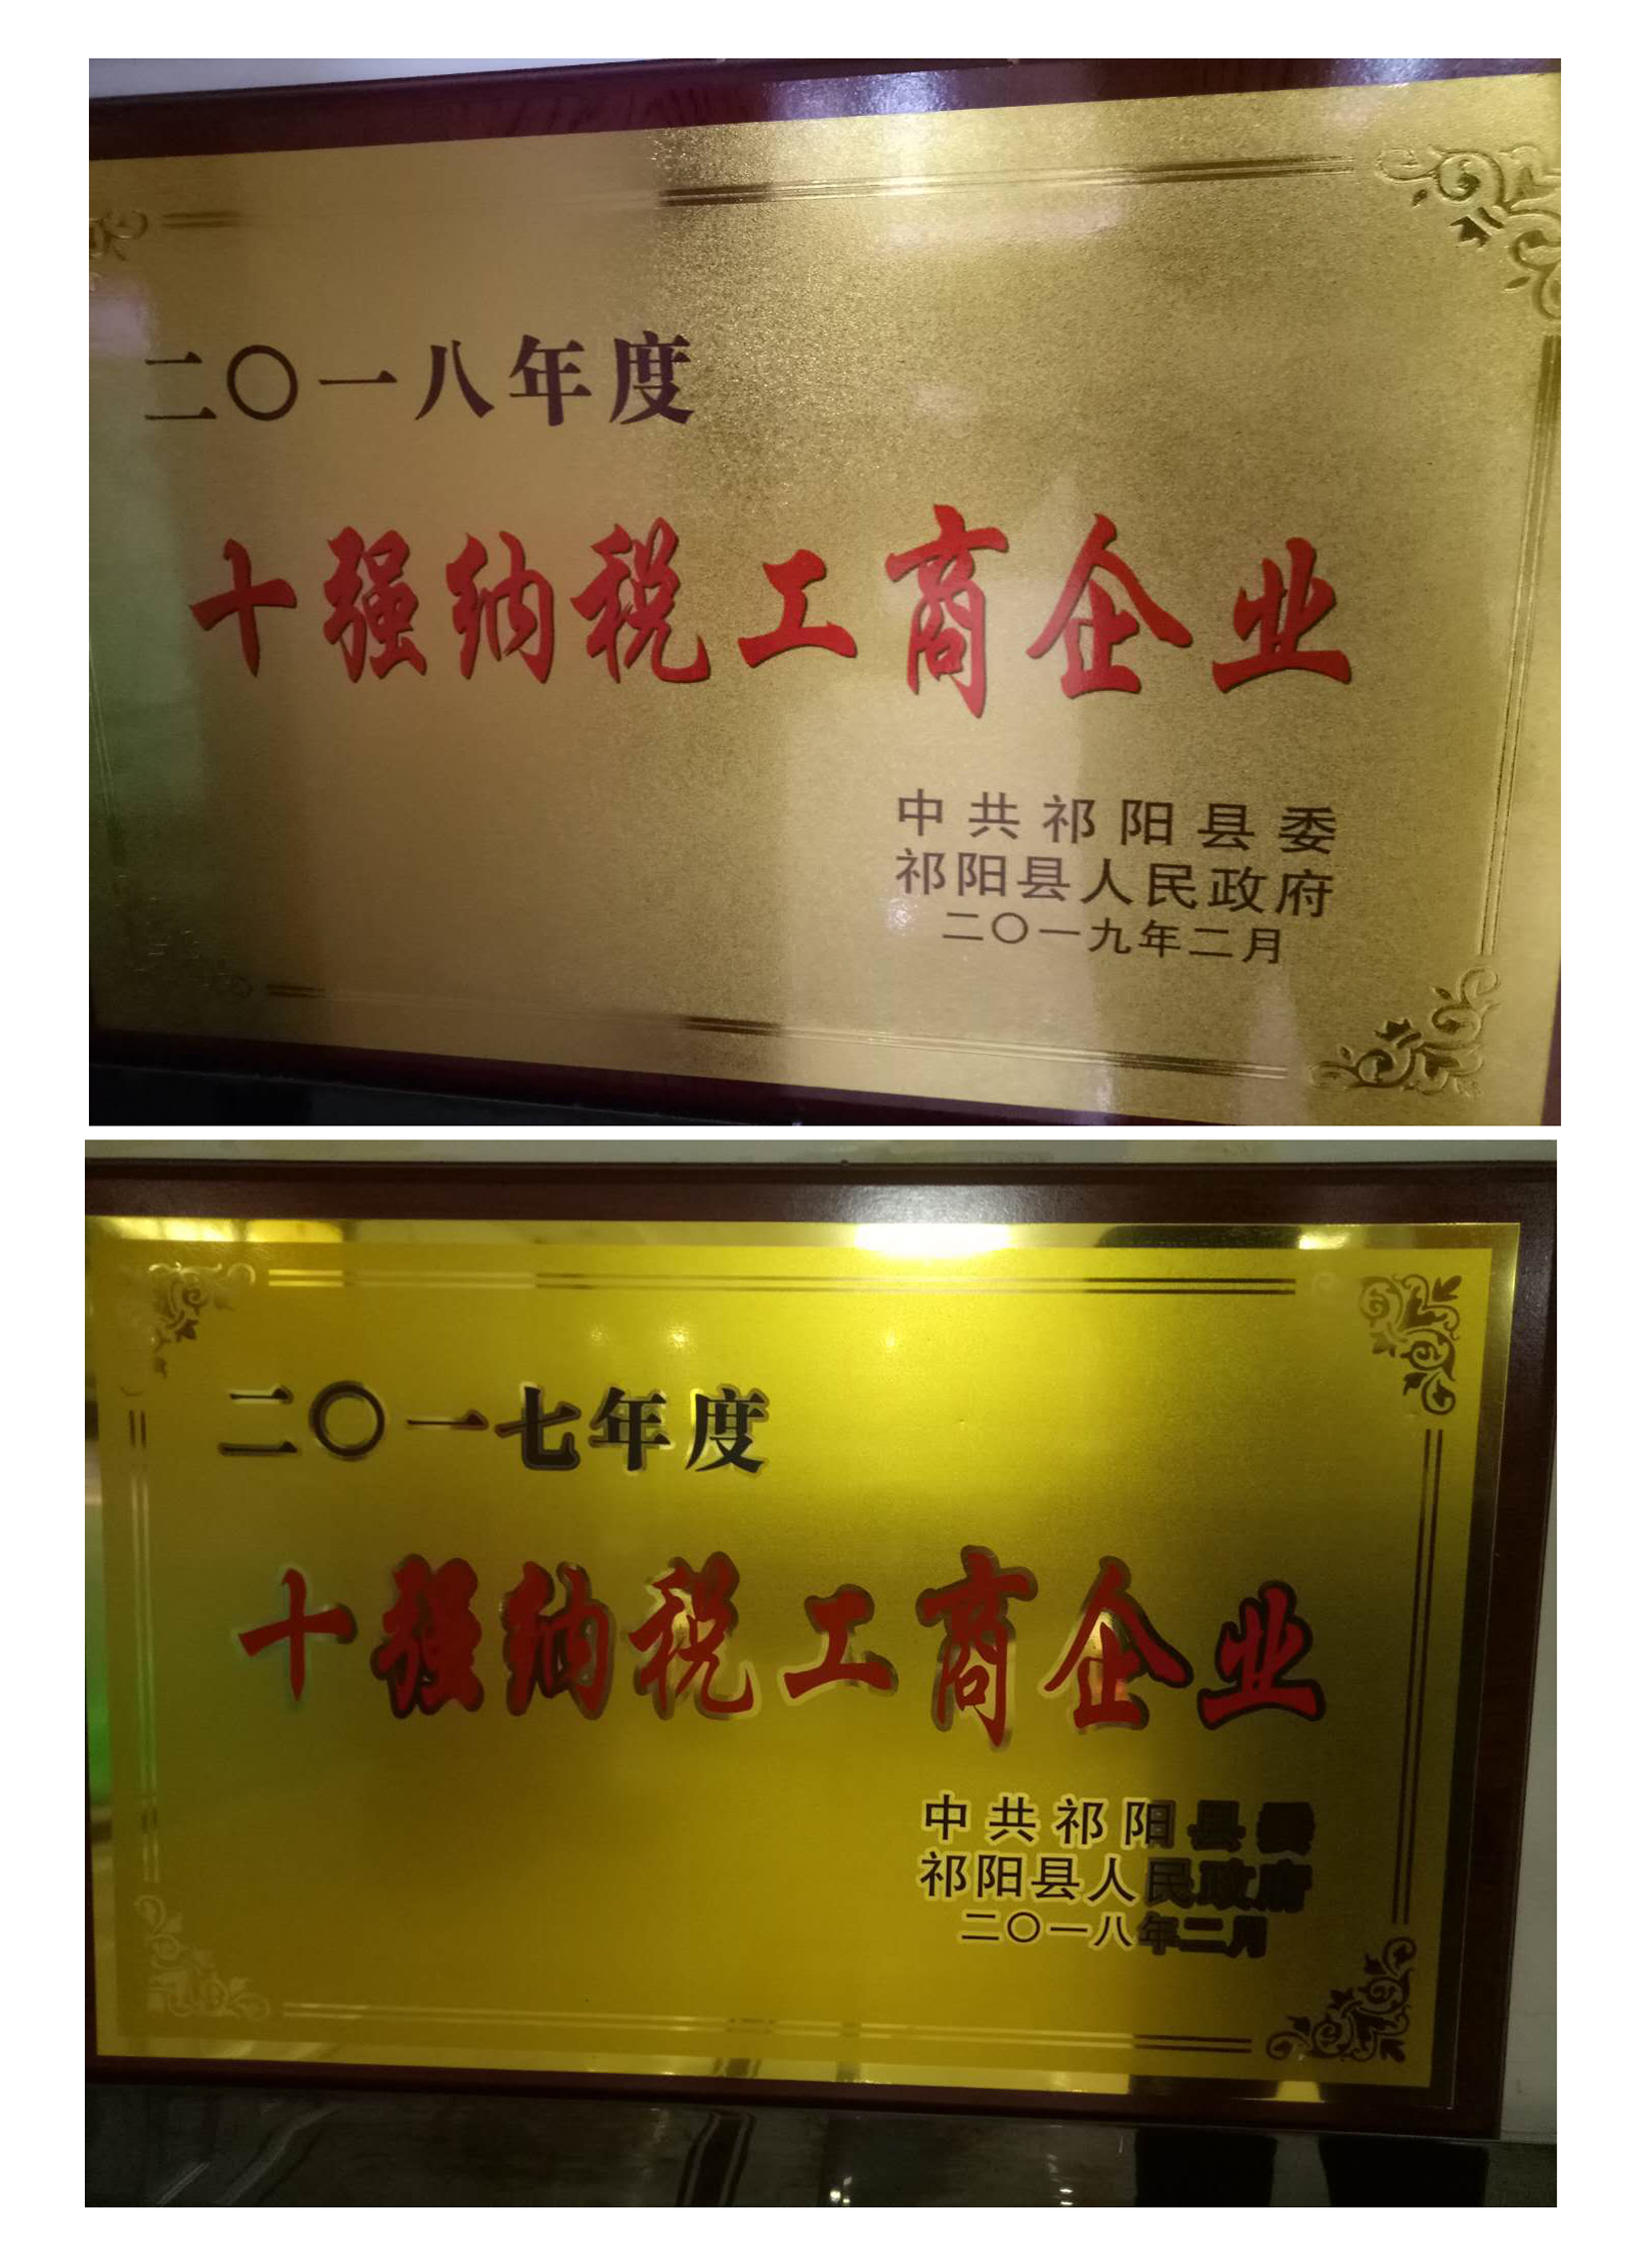 二〇一八年度
十强纳税工商企业
中共祁阳县委
祁阳县人民政府
二〇一九年二月
二〇一七年度
十强纳税工商企业
中共祁阳县委
祁阳县人民政府
二〇一八年二月